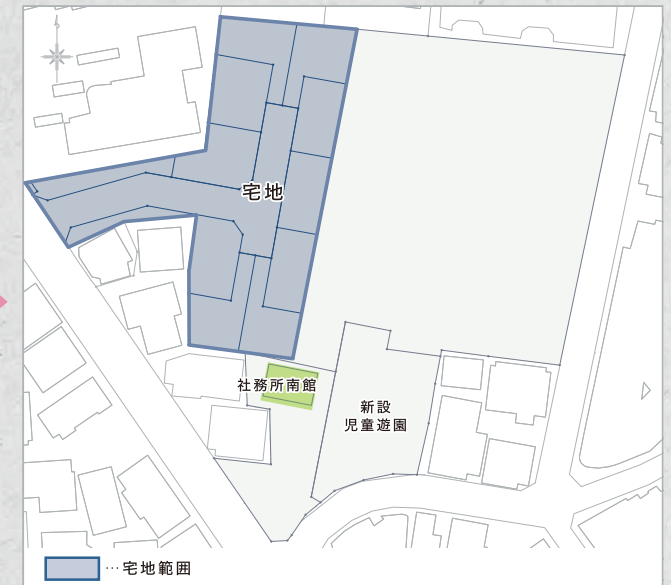 宅地
社務所南館
新設
児童遊園
…宅地範囲